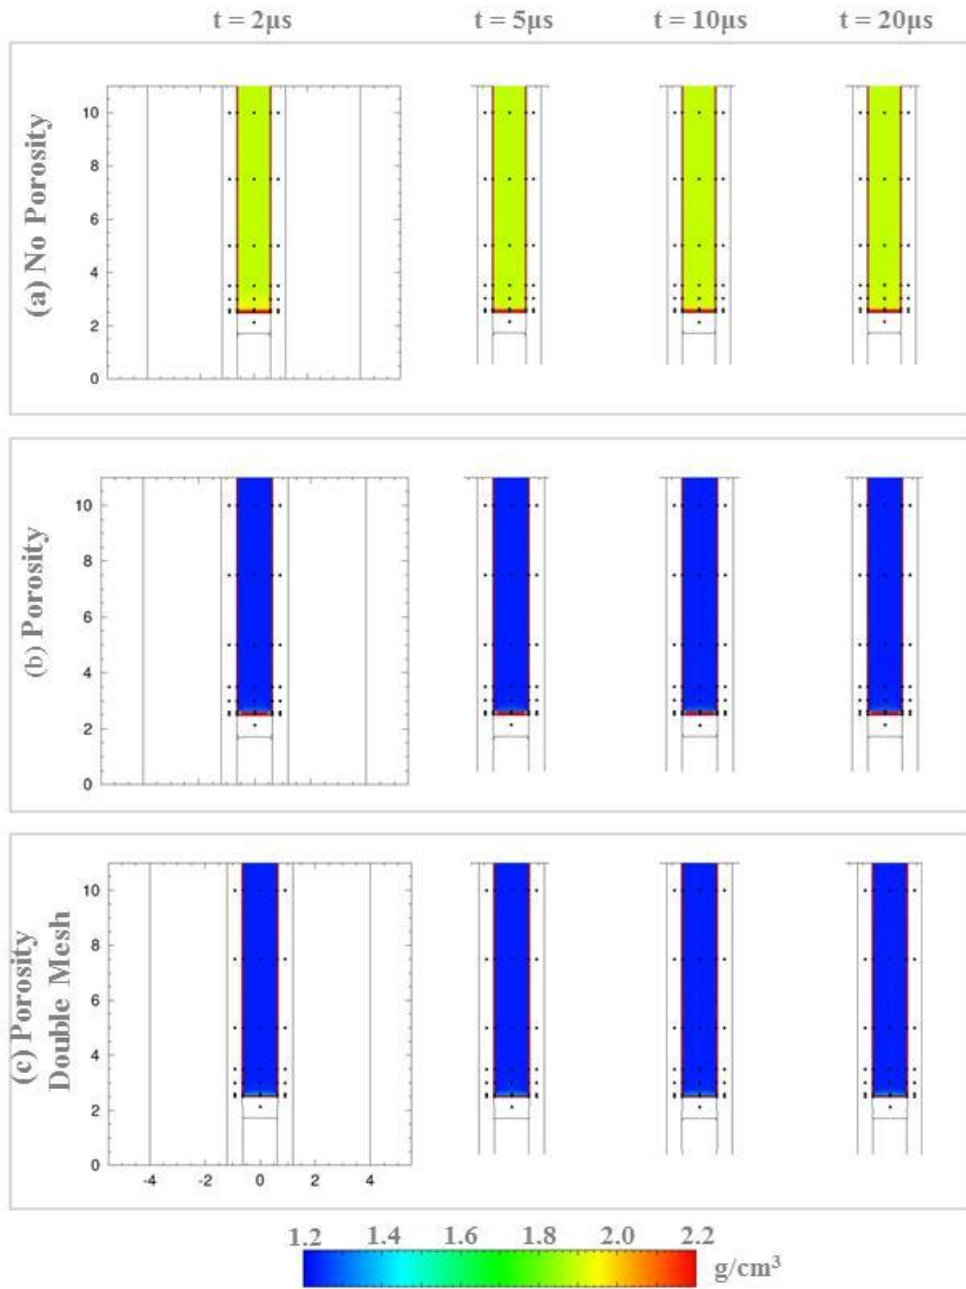 t = 2μs t = 5μs t = 10μs t = 20μs
(a) No Porosity
10
8
6
4
2
0
(b) Porosity
10
8
6
4
2
0
(c) Porosity
Double Mesh
10
8
6
4
2
0
-4 -2 0 2 4
1.2 1.4 1.6 1.8 2.0 2.2
g/cm³